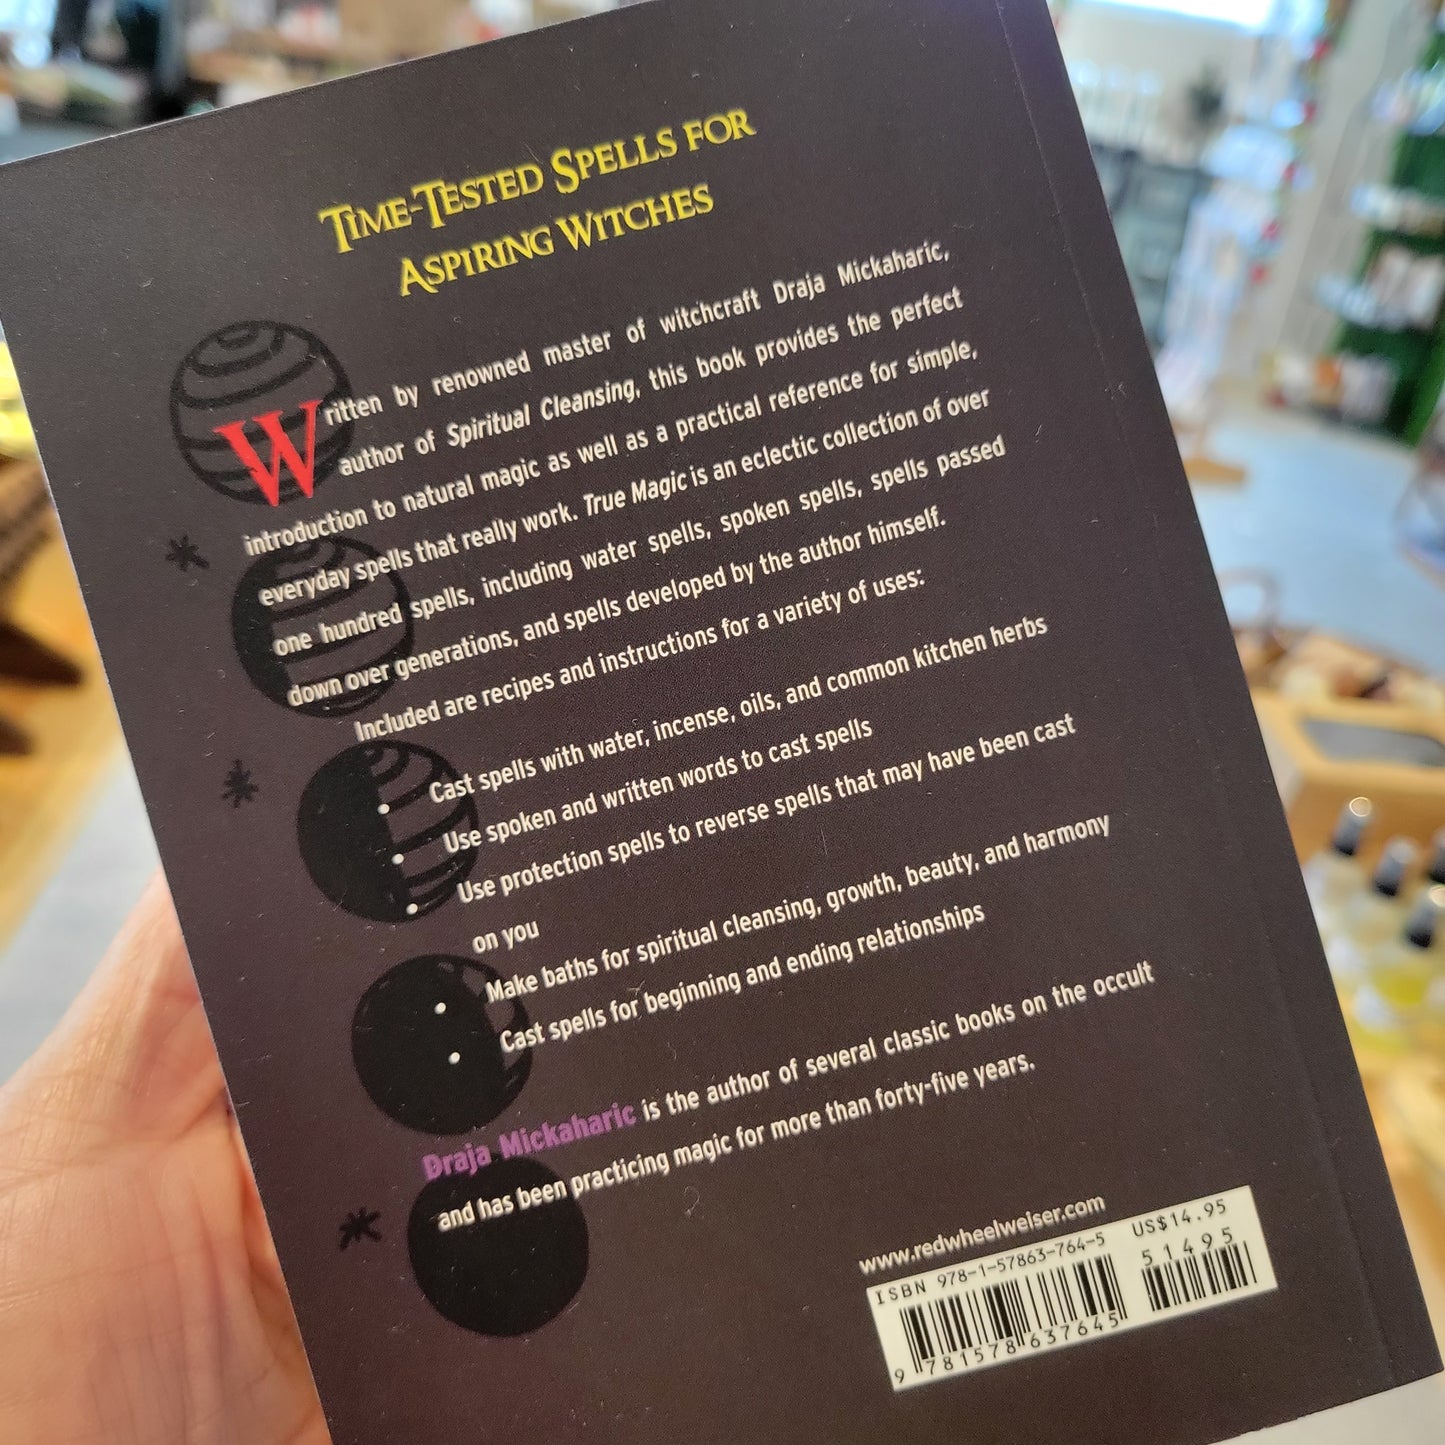 TIME-TESTED SPELLS FOR
ASPIRING WITCHES
Written by renowned master of witchcraft Draja Mickaharic,
author of Spiritual Cleansing, this book provides the perfect
introduction to natural magic as well as a practical reference for simple,
everyday spells that really work. True Magic is an eclectic collection of over
one hundred spells, including water spells, spoken spells, spells passed
down over generations, and spells developed by the author himself.
Included are recipes and instructions for a variety of uses:
• Cast spells with water, incense, oils, and common kitchen herbs
• Use spoken and written words to cast spells
• Use protection spells to reverse spells that may have been cast
on you
• Make baths for spiritual cleansing, growth, beauty, and harmony
• Cast spells for beginning and ending relationships
Draja Mickaharic is the author of several classic books on the occult
and has been practicing magic for more than forty-five years.
www.redwheelweiser.com
ISBN 978-1-57863-764-5 US$14.95
51495
9 781578 637645